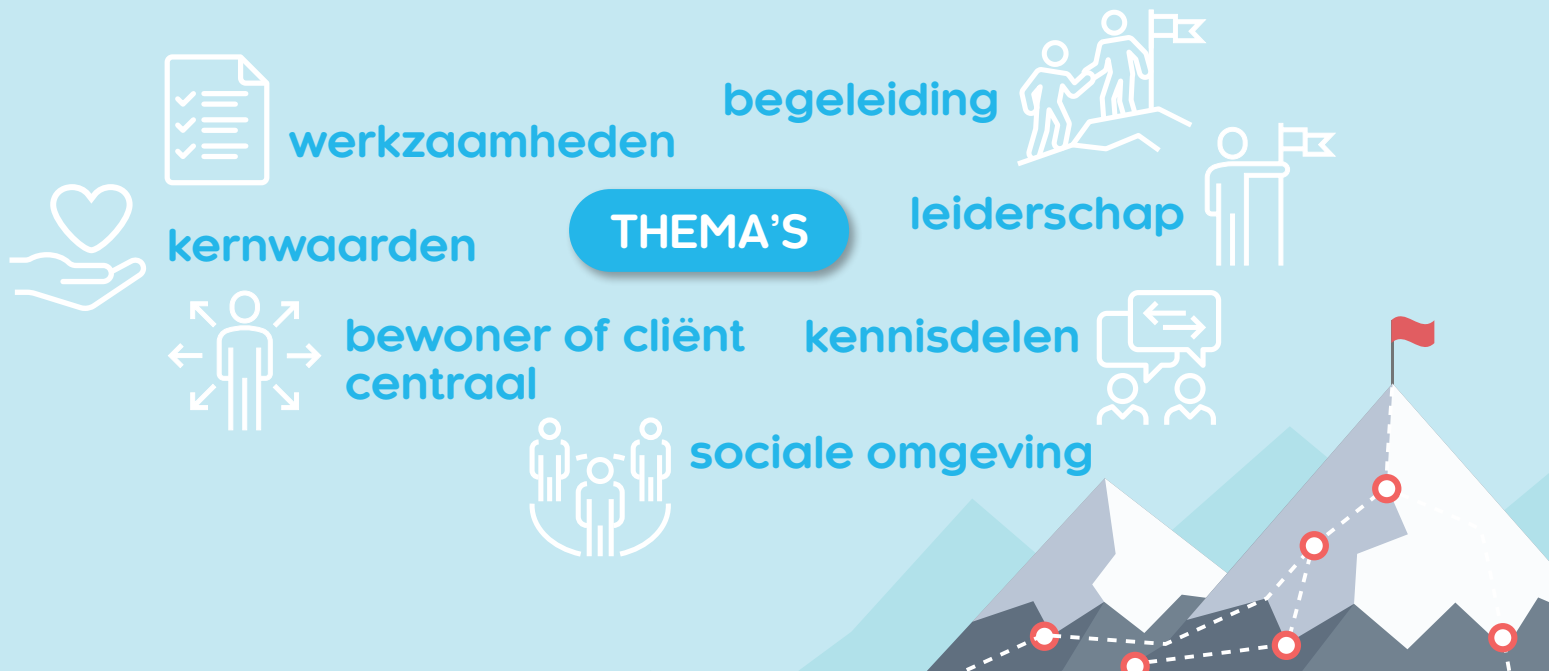 begeleiding
werkzaamheden
THEMA’S
leiderschap
kernwaarden
bewoner of cliënt
centraal
kennisdelen
sociale omgeving